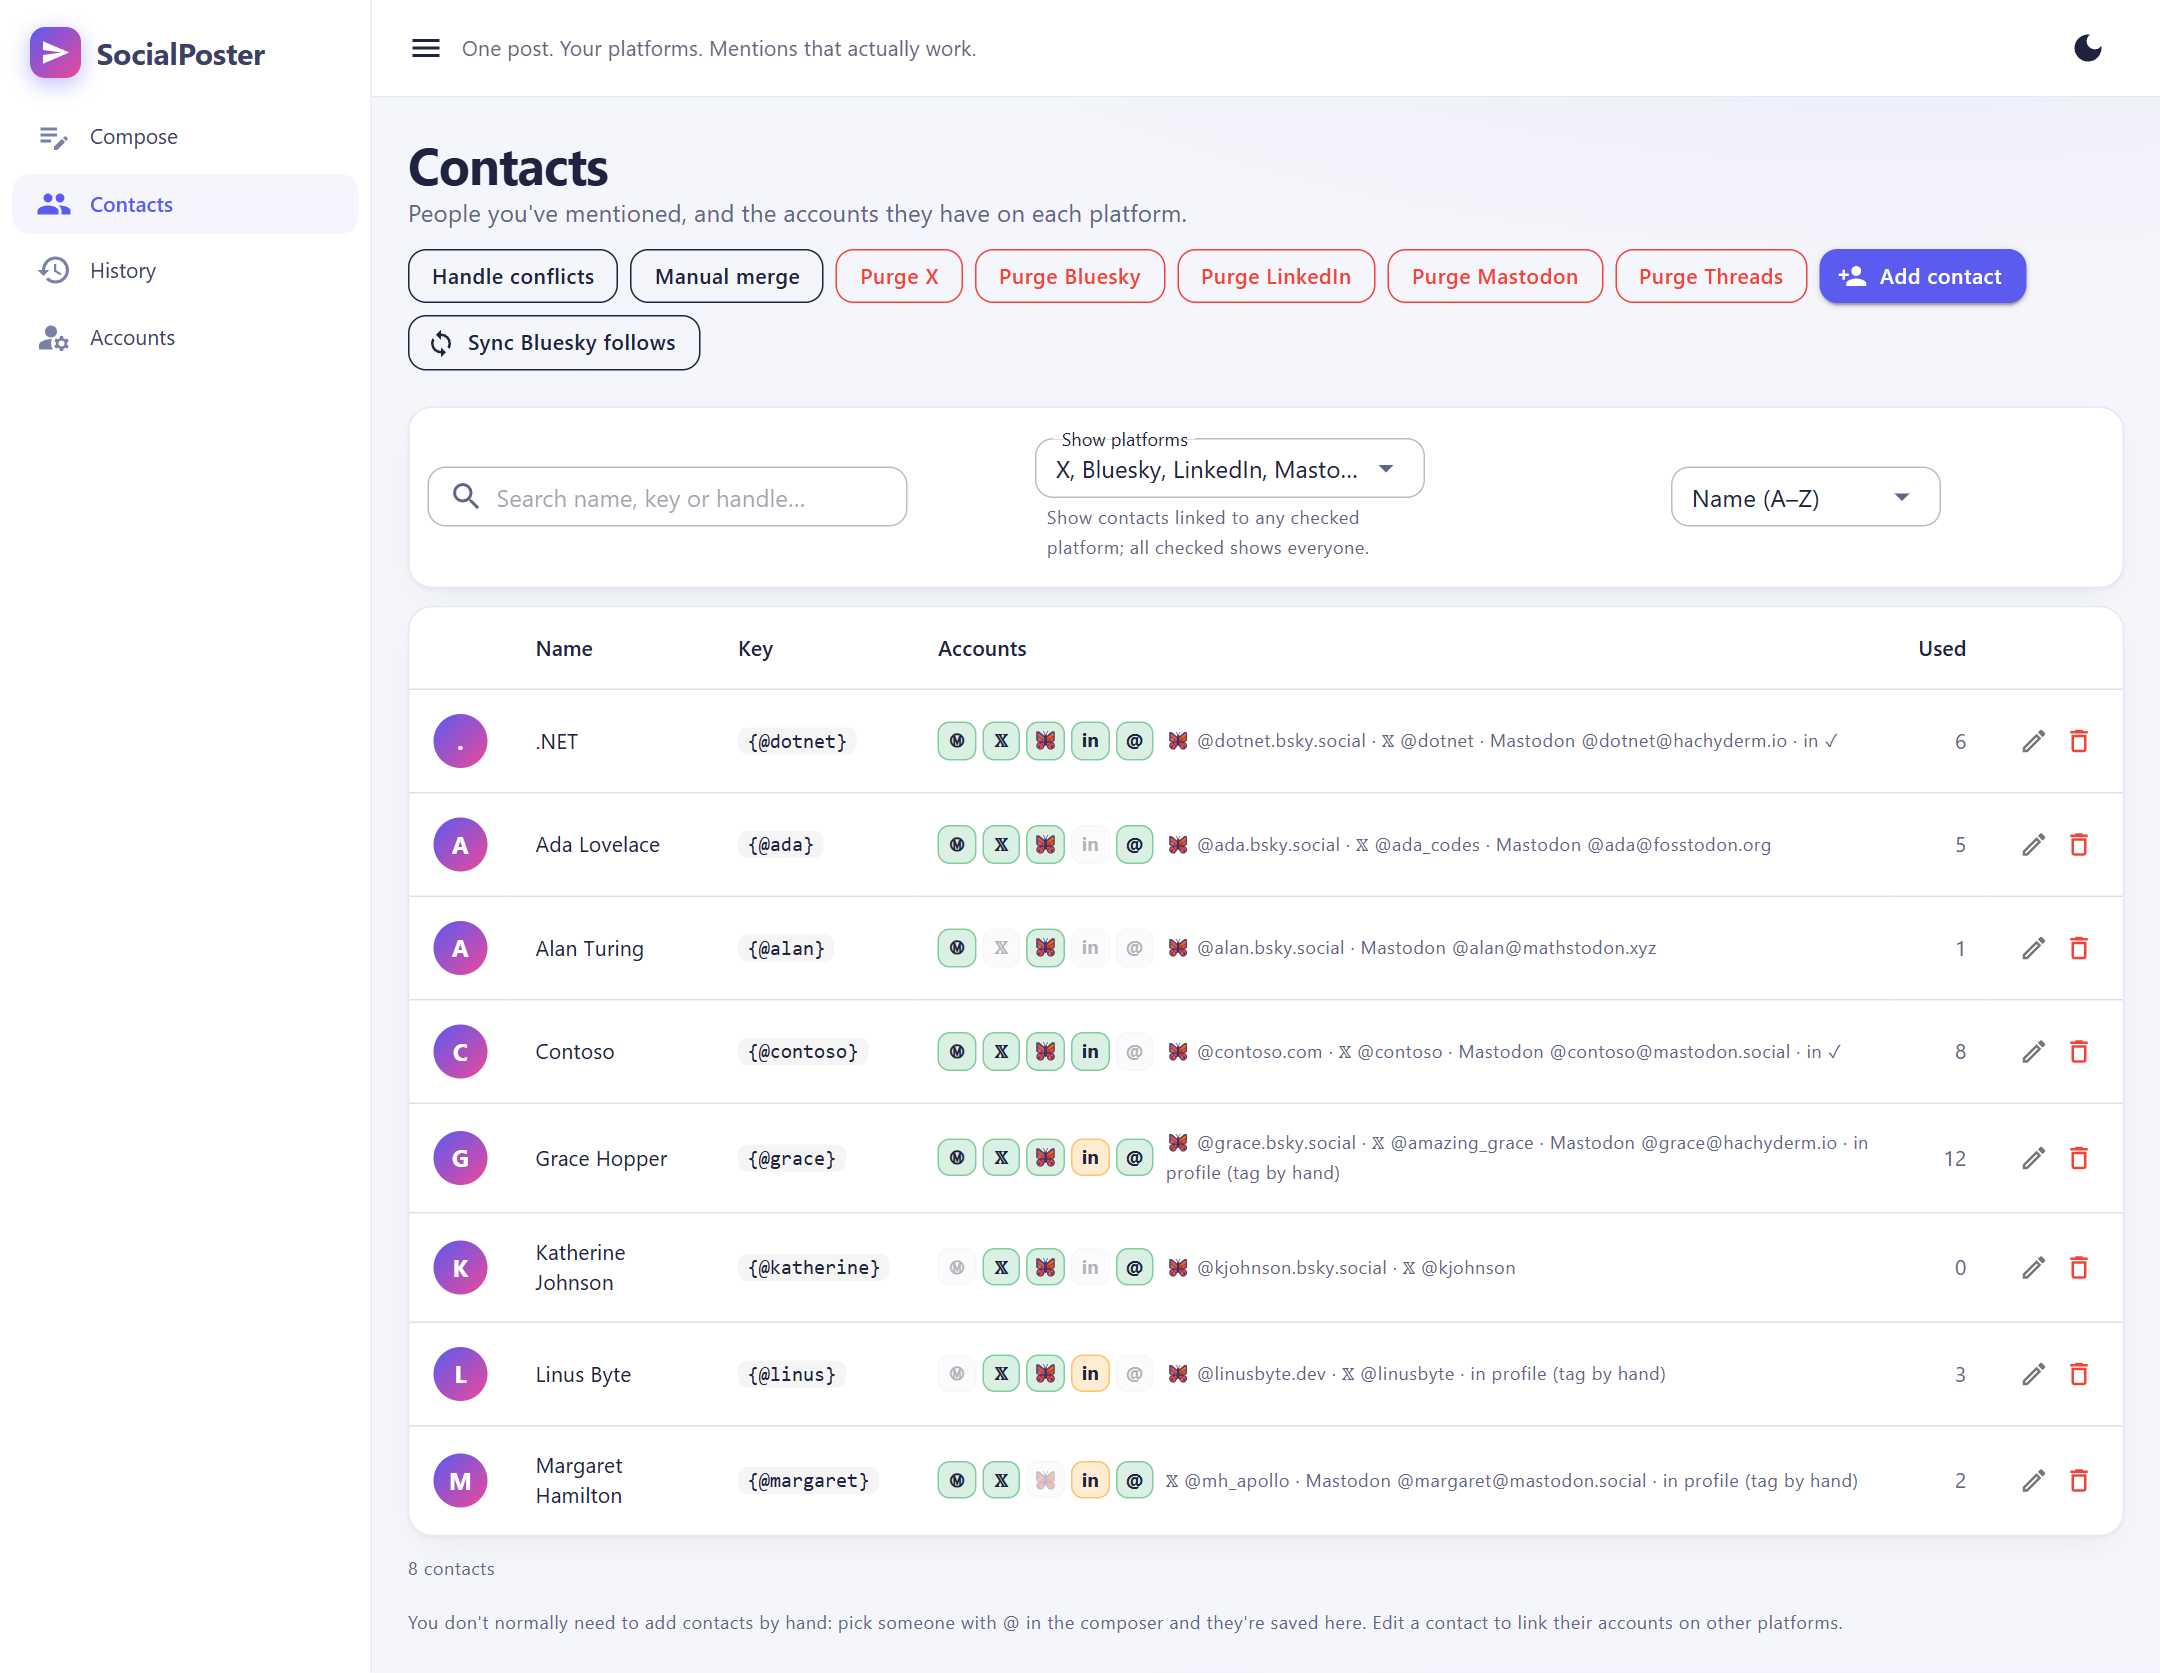 SocialPoster
One post. Your platforms. Mentions that actually work.
Compose
Contacts
History
Accounts
Contacts
People you've mentioned, and the accounts they have on each platform.
Handle conflicts
Manual merge
Purge X
Purge Bluesky
Purge LinkedIn
Purge Mastodon
Purge Threads
Add contact
Sync Bluesky follows
Search name, key or handle...
Show platforms
X, Bluesky, LinkedIn, Masto...
Show contacts linked to any checked
platform; all checked shows everyone.
Name (A–Z)
Name Key Accounts Used
. .NET {@dotnet} Ⓜ 𝕏 🦋 in @ 🦋 @dotnet.bsky.social · 𝕏 @dotnet · Mastodon @dotnet@hachyderm.io · in ✓ 6
A Ada Lovelace {@ada} Ⓜ 𝕏 🦋 in @ 🦋 @ada.bsky.social · 𝕏 @ada_codes · Mastodon @ada@fosstodon.org 5
A Alan Turing {@alan} Ⓜ 𝕏 🦋 in @ 🦋 @alan.bsky.social · Mastodon @alan@mathstodon.xyz 1
C Contoso {@contoso} Ⓜ 𝕏 🦋 in @ 🦋 @contoso.com · 𝕏 @contoso · Mastodon @contoso@mastodon.social · in ✓ 8
G Grace Hopper {@grace} Ⓜ 𝕏 🦋 in @ 🦋 @grace.bsky.social · 𝕏 @amazing_grace · Mastodon @grace@hachyderm.io · in
profile (tag by hand) 12
K Katherine
Johnson {@katherine} Ⓜ 𝕏 🦋 in @ 🦋 @kjohnson.bsky.social · 𝕏 @kjohnson 0
L Linus Byte {@linus} Ⓜ 𝕏 🦋 in @ 🦋 @linusbyte.dev · 𝕏 @linusbyte · in profile (tag by hand) 3
M Margaret
Hamilton {@margaret} Ⓜ 𝕏 🦋 in @ 𝕏 @mh_apollo · Mastodon @margaret@mastodon.social · in profile (tag by hand) 2
8 contacts
You don't normally need to add contacts by hand: pick someone with @ in the composer and they're saved here. Edit a contact to link their accounts on other platforms.